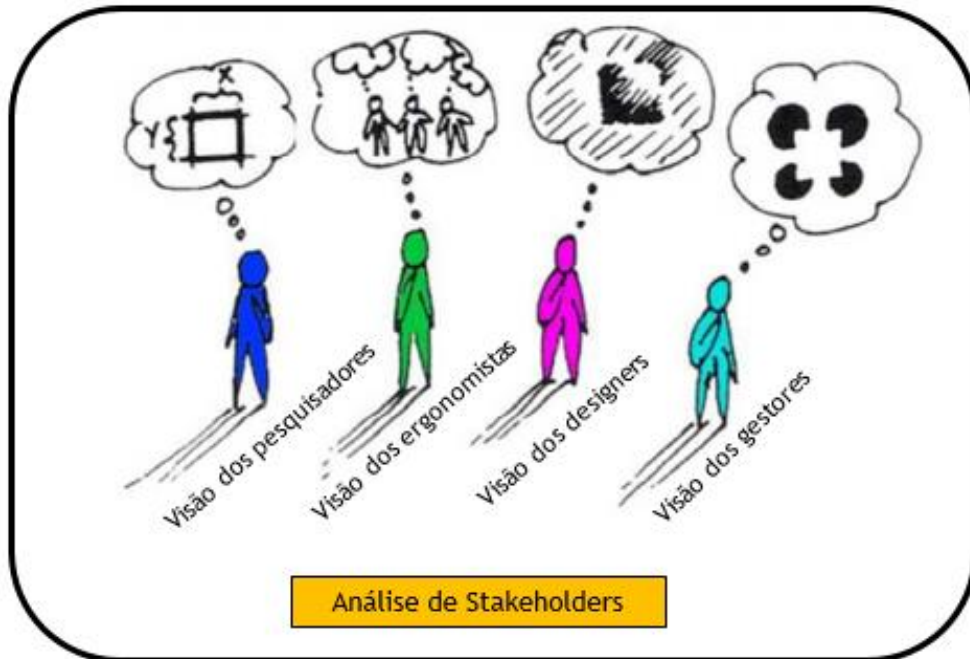 X
Y
Visão dos pesquisadores
Visão dos ergonomistas
Visão dos designers
Visão dos gestores
Análise de Stakeholders